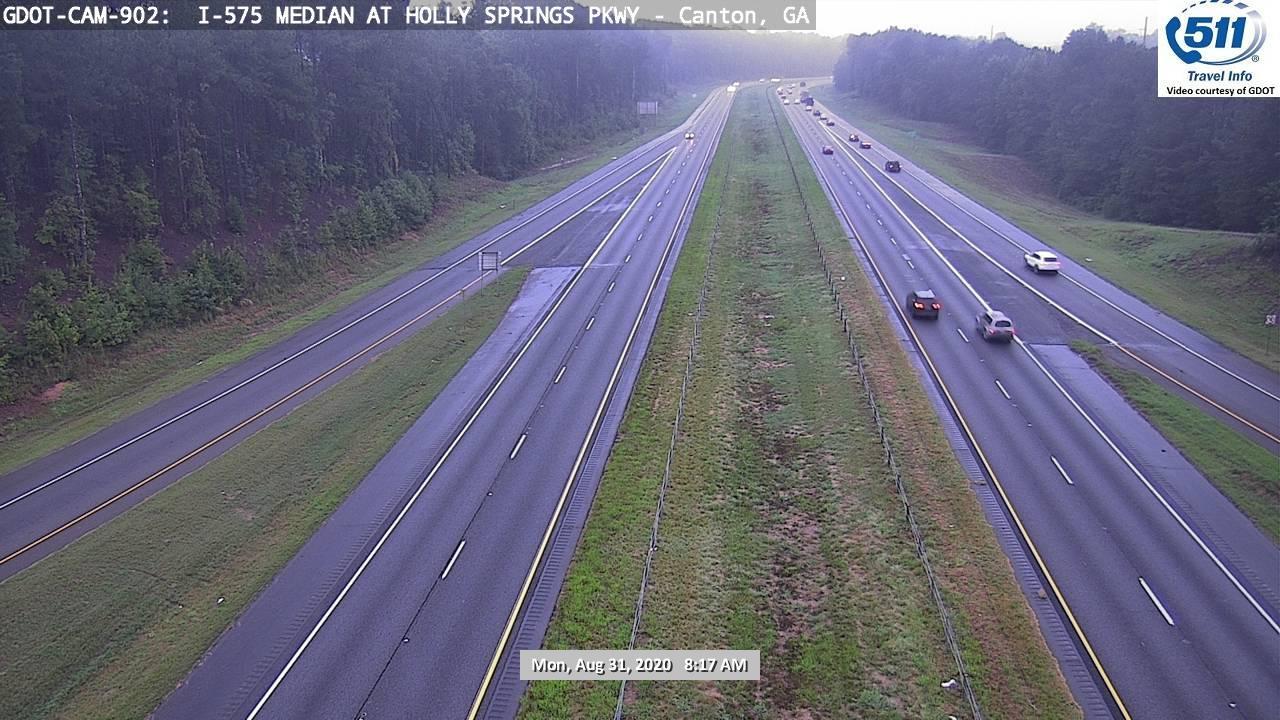 GDOT-CAM-902: I-575 MEDIAN AT HOLLY SPRINGS PKWY - Canton, GA
511
®
Travel Info
Video courtesy of GDOT
Mon, Aug 31, 2020 8:17 AM